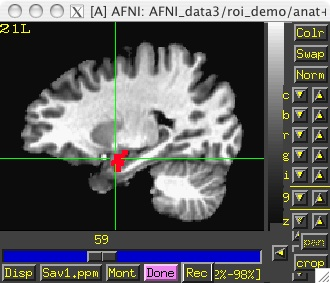 X [A] AFNI: AFNI_data3/roi_demo/anat+
21L
Colr
Swap
Norm
c
b
r
g
i
9
z
pan
crop
59
Disp Sav1.ppm Mont Done Rec 2%-98%]